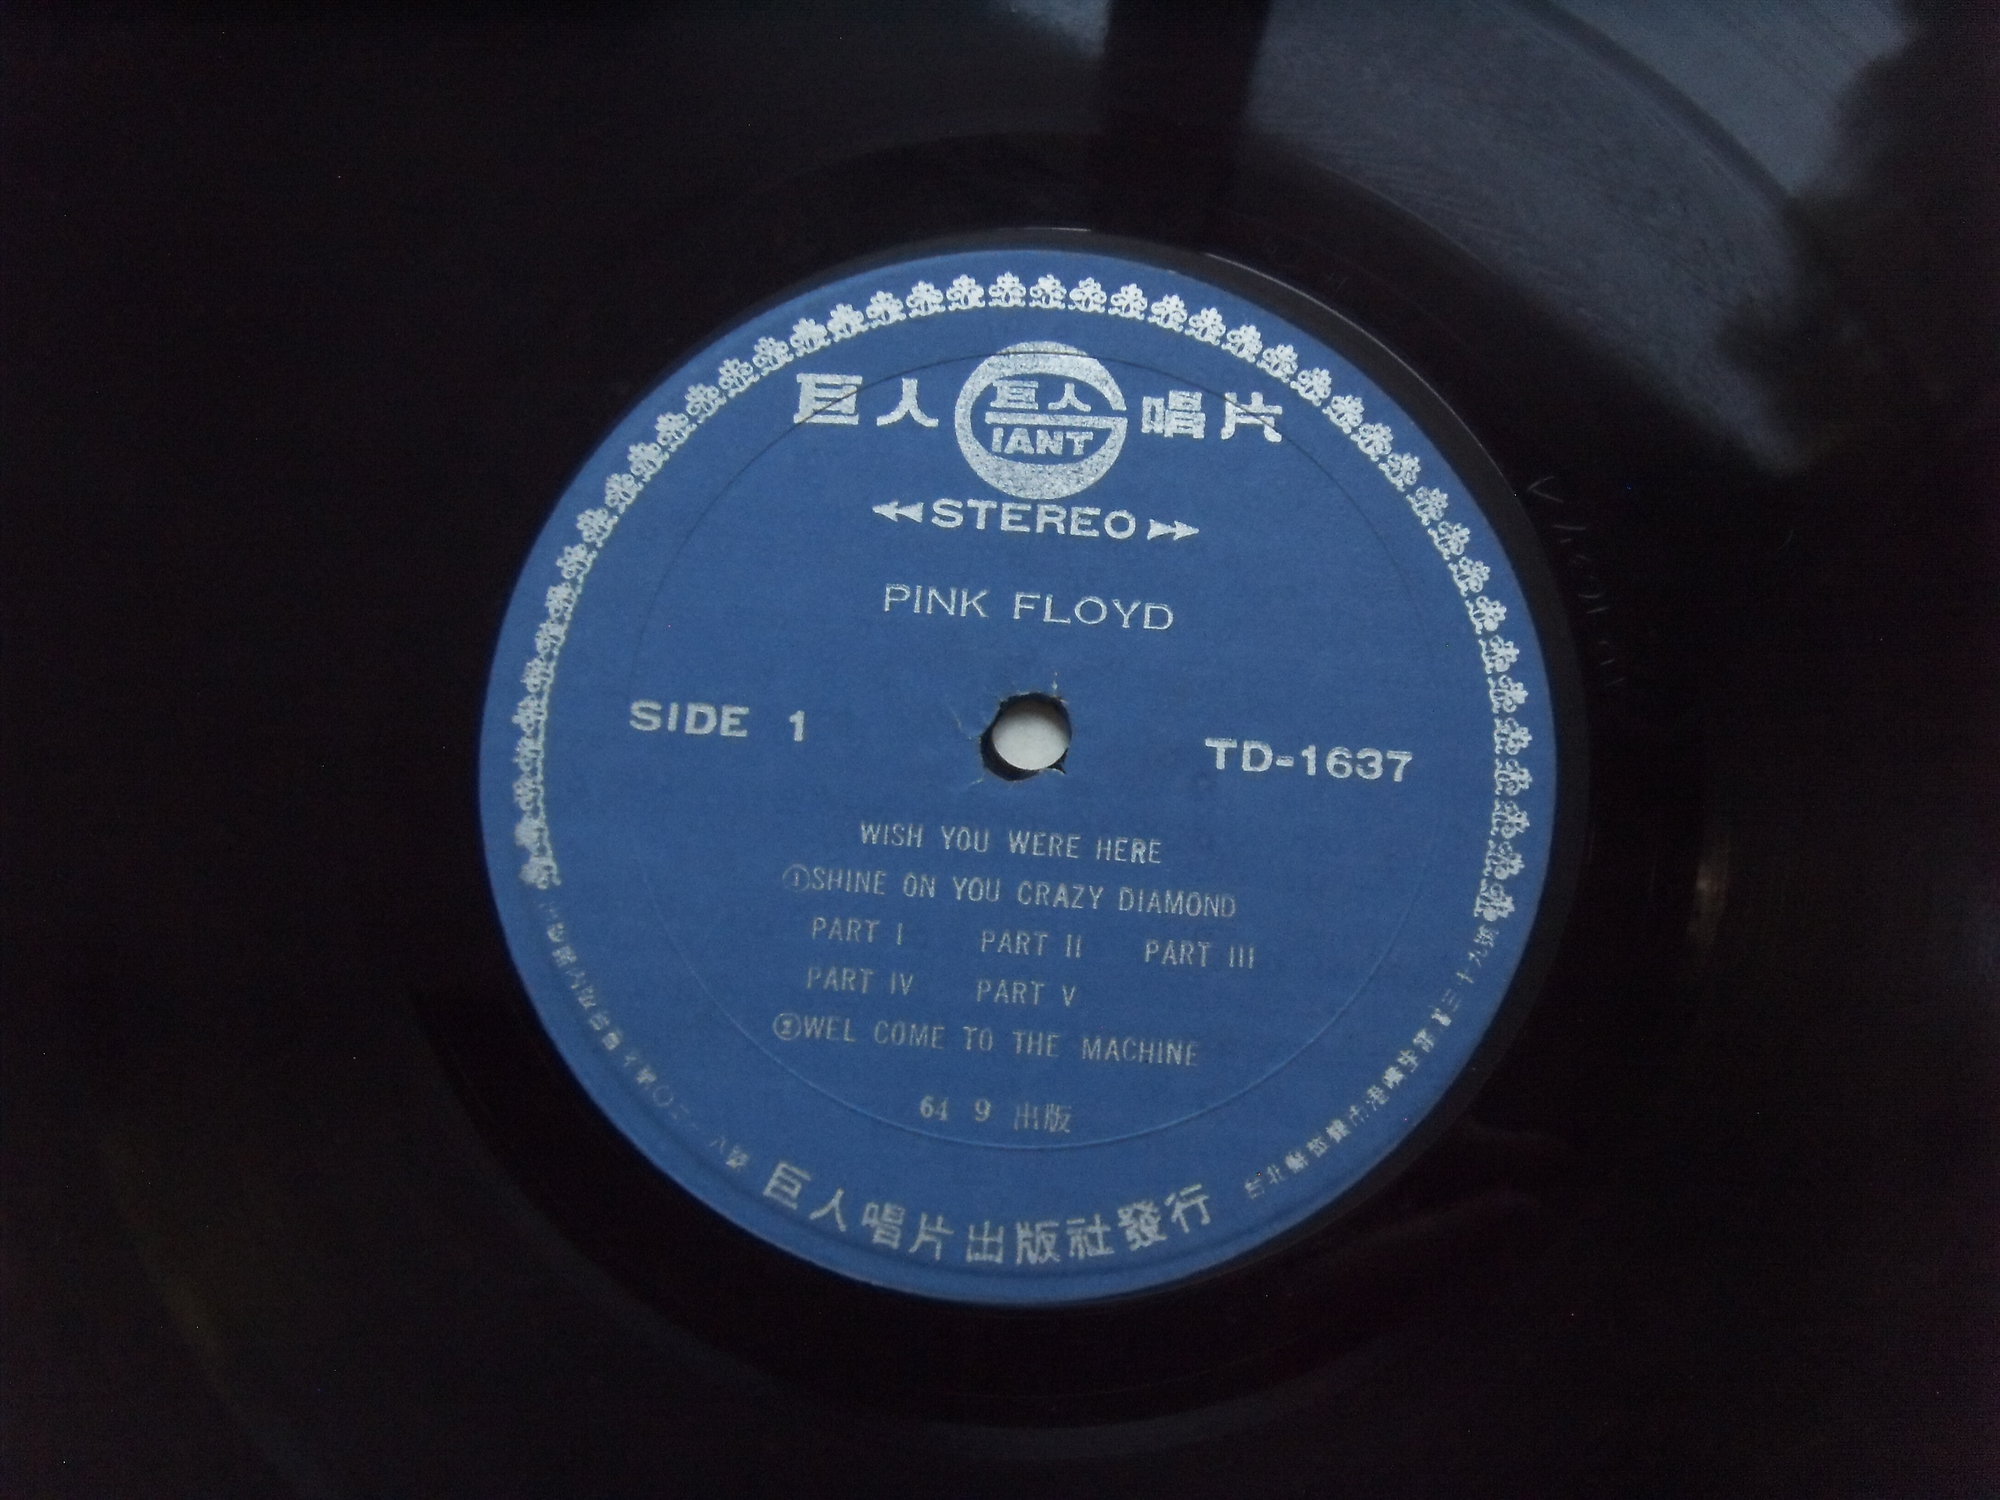 巨人 巨人 GIANT 唱片
STEREO
PINK FLOYD
SIDE 1
TD-1637
WISH YOU WERE HERE
①SHINE ON YOU CRAZY DIAMOND
PART I PART II PART III
PART IV PART V
②WEL COME TO THE MACHINE
64 9 出版
巨人唱片出版社發行